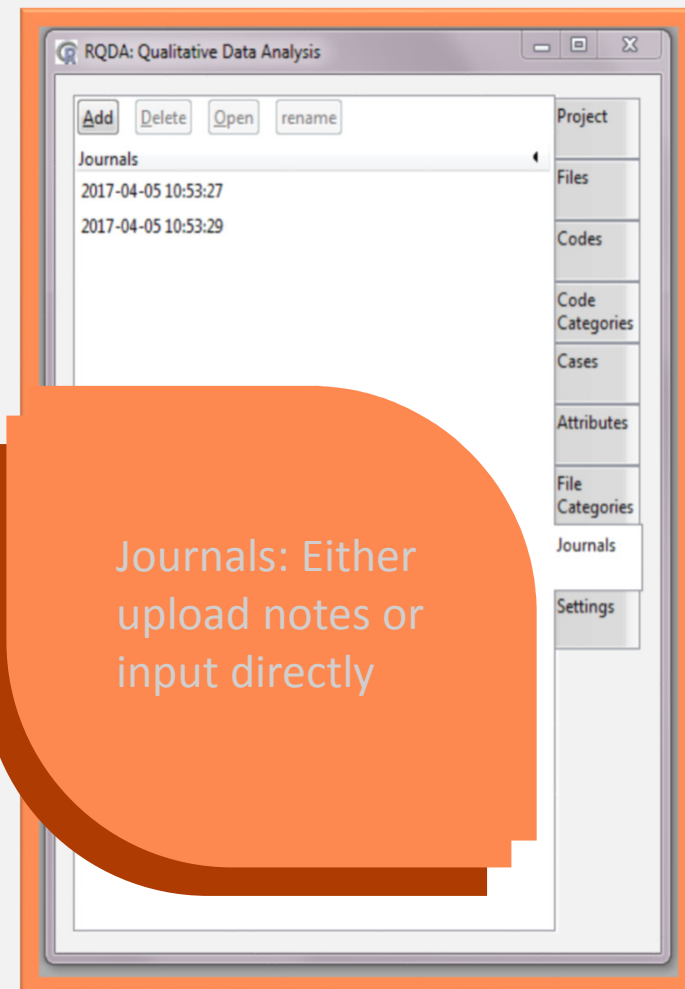 RQDA: Qualitative Data Analysis
Add Delete Open rename
Journals
2017-04-05 10:53:27
2017-04-05 10:53:29
Project
Files
Codes
Code
Categories
Cases
Attributes
File
Categories
Journals
Settings
Journals: Either
upload notes or
input directly